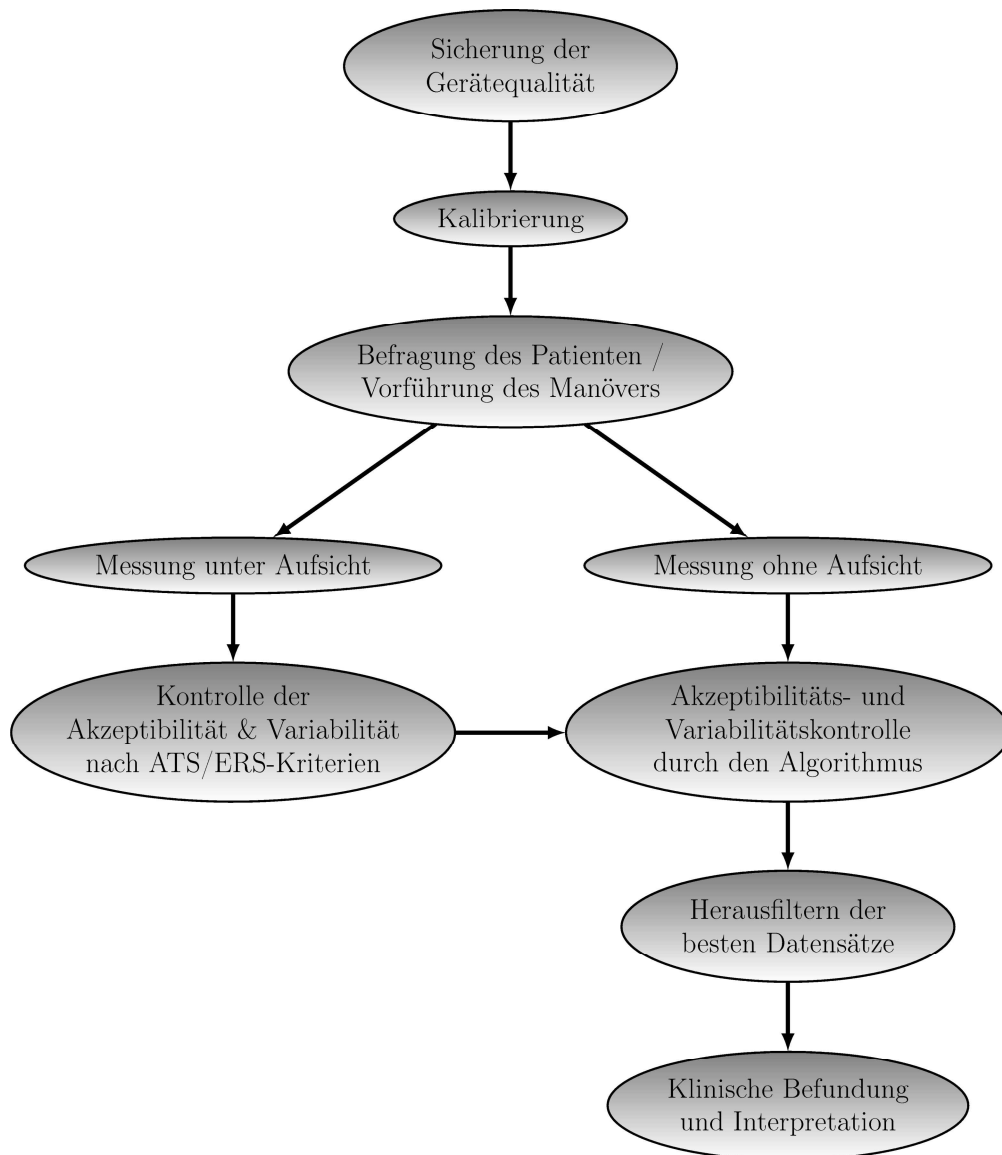 Sicherung der
Gerätequalität
Kalibrierung
Befragung des Patienten /
Vorführung des Manövers
Messung unter Aufsicht
Messung ohne Aufsicht
Kontrolle der
Akzeptibilität & Variabilität
nach ATS/ERS-Kriterien
Akzeptibilitäts- und
Variabilitätskontrolle
durch den Algorithmus
Herausfiltern der
besten Datensätze
Klinische Befundung
und Interpretation